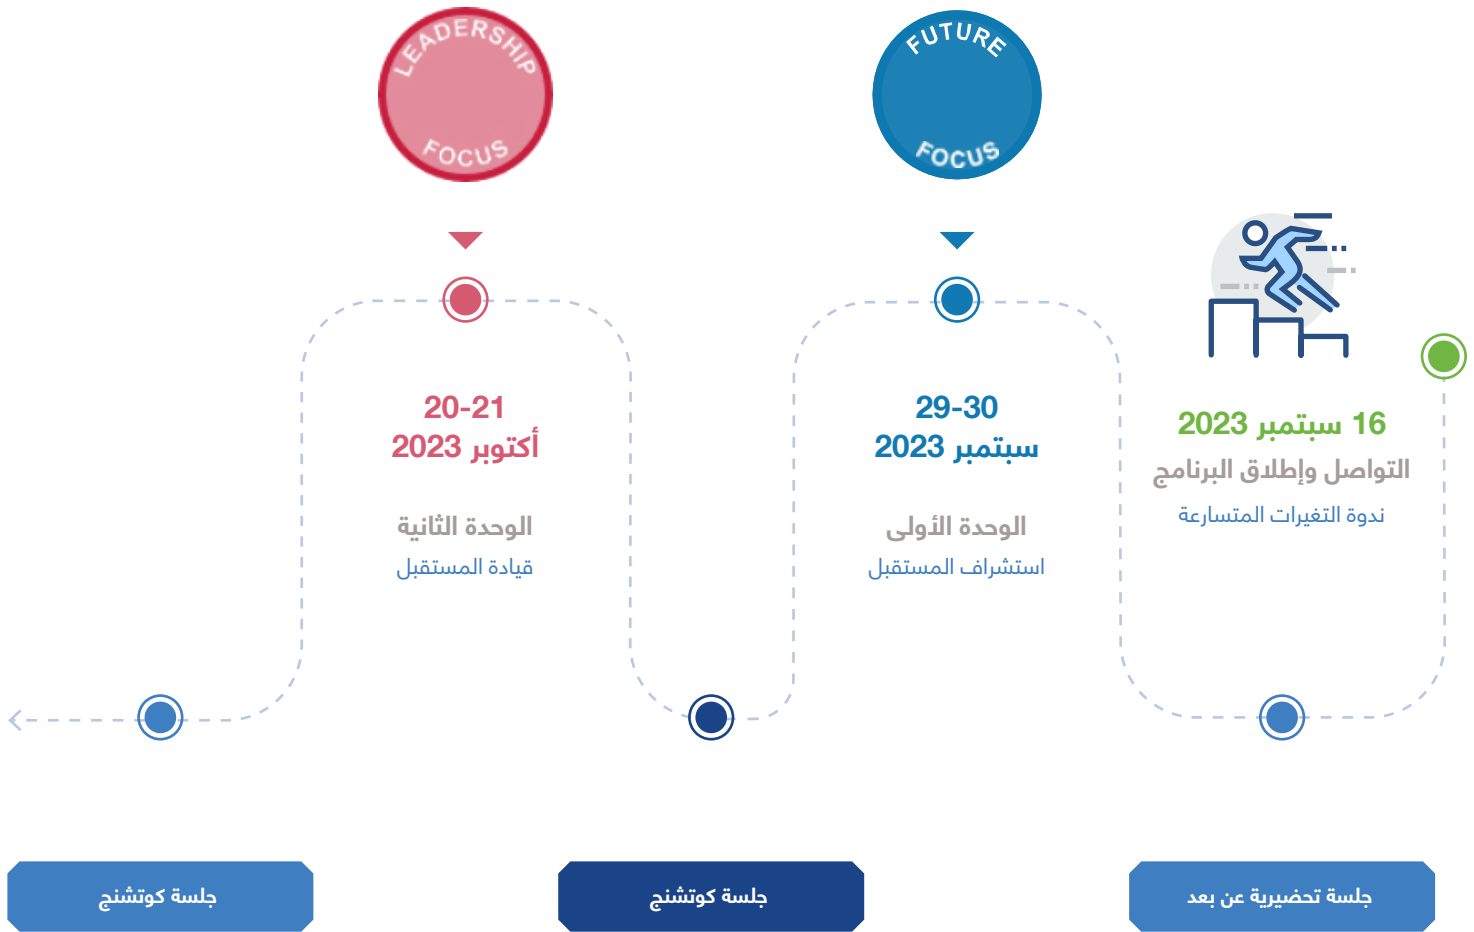 16 سبتمبر 2023
التواصل وإطلاق البرنامج
ندوة التغيرات المتسارعة
جلسة تحضيرية عن بعد
FUTURE
FOCUS
29-30
سبتمبر 2023
الوحدة الأولى
استشراف المستقبل
جلسة كوتشنج
LEADERSHIP
FOCUS
20-21
أكتوبر 2023
الوحدة الثانية
قيادة المستقبل
جلسة كوتشنج